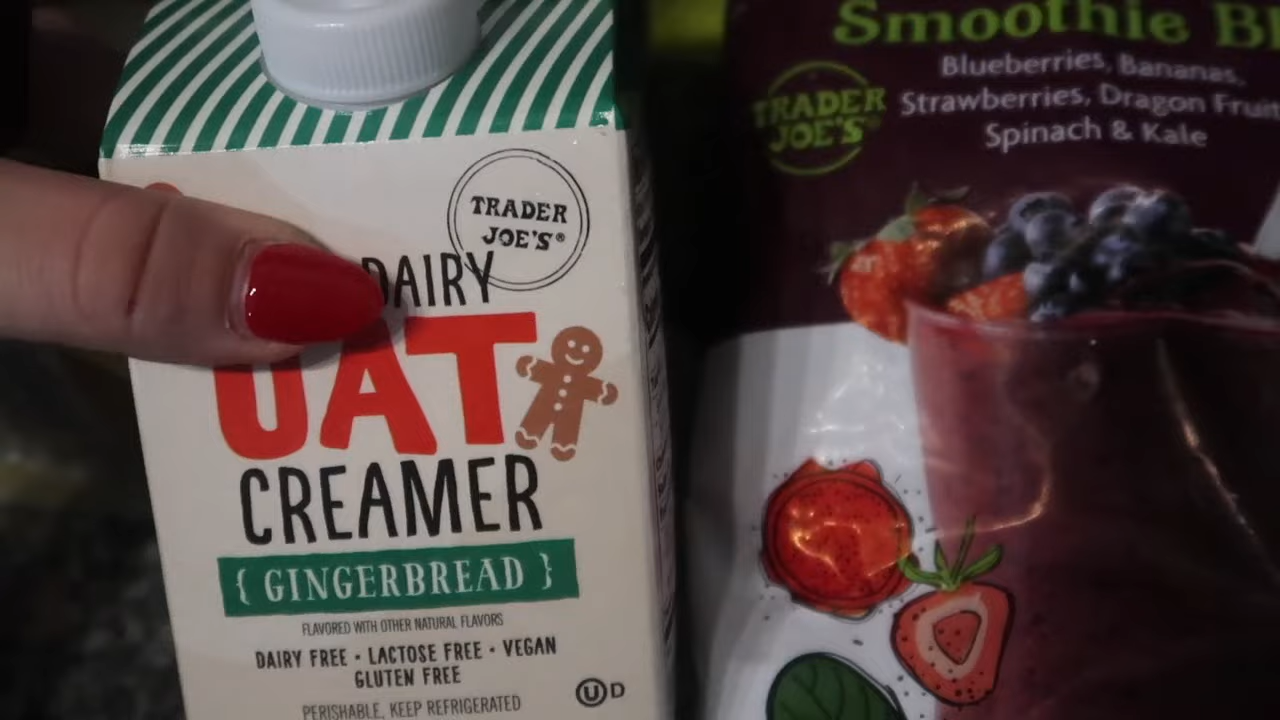 TRADER
JOE'S®
DAIRY
OAT
CREAMER
{ GINGERBREAD }
FLAVORED WITH OTHER NATURAL FLAVORS
DAIRY FREE • LACTOSE FREE • VEGAN
GLUTEN FREE
PERISHABLE, KEEP REFRIGERATED
U D
Smoothie
TRADER
JOE'S®
Blueberries, Bananas,
Strawberries, Dragon Fruit
Spinach & Kale